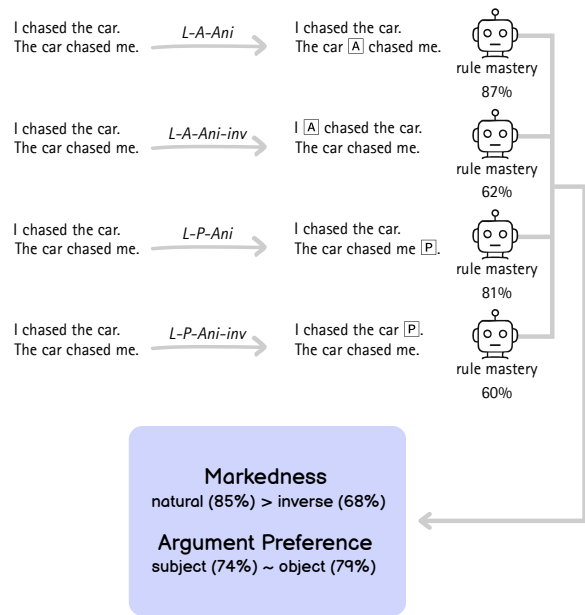 I chased the car.
The car chased me.
L-A-Ani
I chased the car.
The car A chased me.
rule mastery
87%
I chased the car.
The car chased me.
L-A-Ani-inv
I A chased the car.
The car chased me.
rule mastery
62%
I chased the car.
The car chased me.
L-P-Ani
I chased the car.
The car chased me P.
rule mastery
81%
I chased the car.
The car chased me.
L-P-Ani-inv
I chased the car P.
The car chased me.
rule mastery
60%
Markedness
natural (85%) > inverse (68%)
Argument Preference
subject (74%) ~ object (79%)